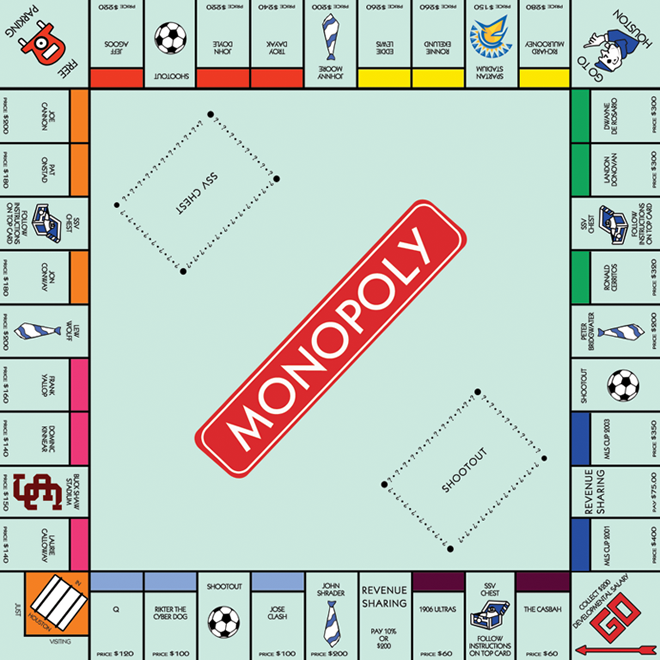 FREE
PARKING
JEFF
AGOOS
PRICE $220
SHOOTOUT
JOHN
DOYLE
PRICE $220
TROY
DAYAK
PRICE $240
JOHNNY
MOORE
$200
EDDIE
LEWIS
PRICE $260
RONNIE
EKELUND
PRICE $260
SPARTAN
STADIUM
PRICE $150
RICHARD
MULROONEY
PRICE $280
GO TO
HOUSTON
JOE
CANNON
PRICE $200
PAT
ONSTAD
PRICE $180
SSV
CHEST
FOLLOW
INSTRUCTIONS
ON TOP CARD
JON
CONWAY
PRICE $180
LEW
WOLFF
PRICE $200
FRANK
YALLOP
PRICE $160
DOMINIC
KINNEAR
PRICE $140
BUCK SHAW
STADIUM
PRICE $150
LAURIE
CALLOWAY
PRICE $140
SSV CHEST
MONOPOLY
SHOOTOUT
DWAYNE
DE ROSARIO
PRICE $300
LANDON
DONOVAN
PRICE $300
SSV
CHEST
FOLLOW
INSTRUCTIONS
ON TOP CARD
RONALD
CERRITOS
PRICE $320
PETER
BRIDGWATER
PRICE $200
SHOOTOUT
MLS CUP 2003
PRICE $350
REVENUE
SHARING
PAY $75.00
MLS CUP 2001
PRICE $400
JUST
IN
HOUSTON
VISITING
Q
PRICE $120
RIKTER THE
CYBER DOG
PRICE $100
SHOOTOUT
JOSE
CLASH
PRICE $100
JOHN
SHRADER
PRICE $200
REVENUE
SHARING
PAY 10%
OR
$200
1906 ULTRAS
PRICE $60
SSV
CHEST
FOLLOW
INSTRUCTIONS
ON TOP CARD
THE CASBAH
PRICE $60
COLLECT $200
DEVELOPMENTAL SALARY
GO